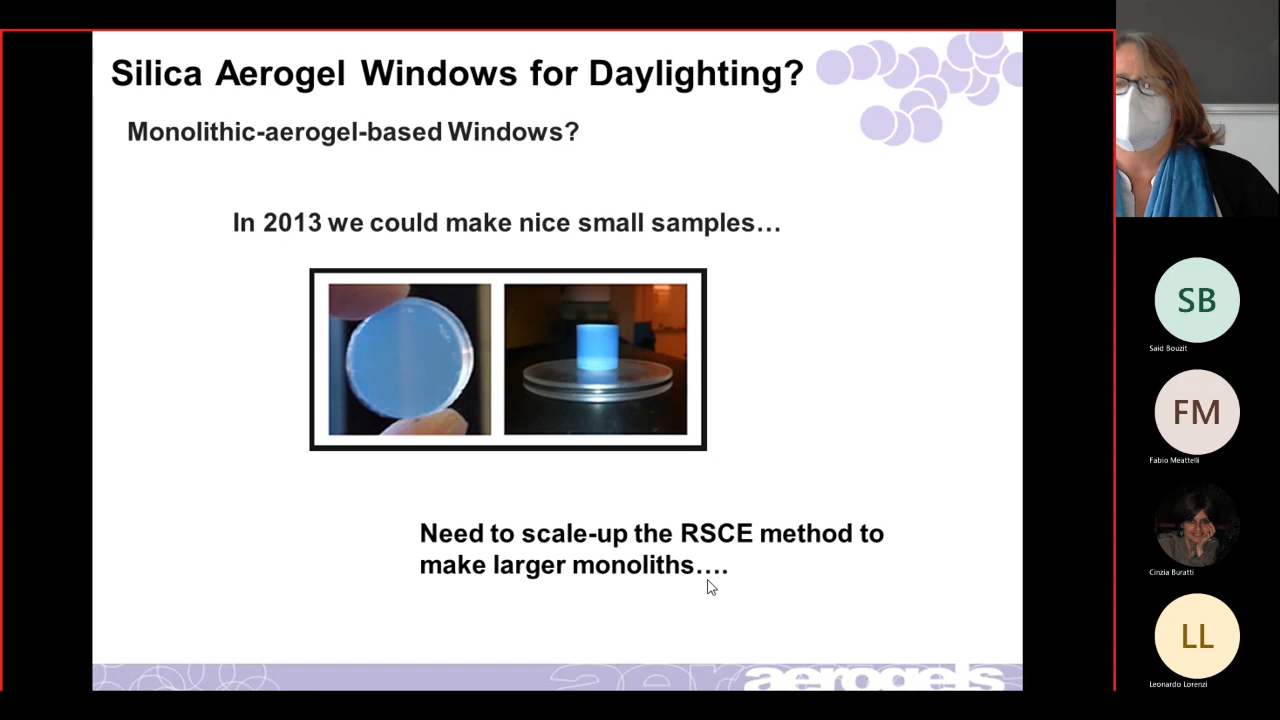 Silica Aerogel Windows for Daylighting?
Monolithic-aerogel-based Windows?
In 2013 we could make nice small samples…
Need to scale-up the RSCE method to
make larger monoliths….
aerogels
SB
Said Bouzit
FM
Fabio Meattelli
Cinzia Buratti
LL
Leonardo Lorenzi